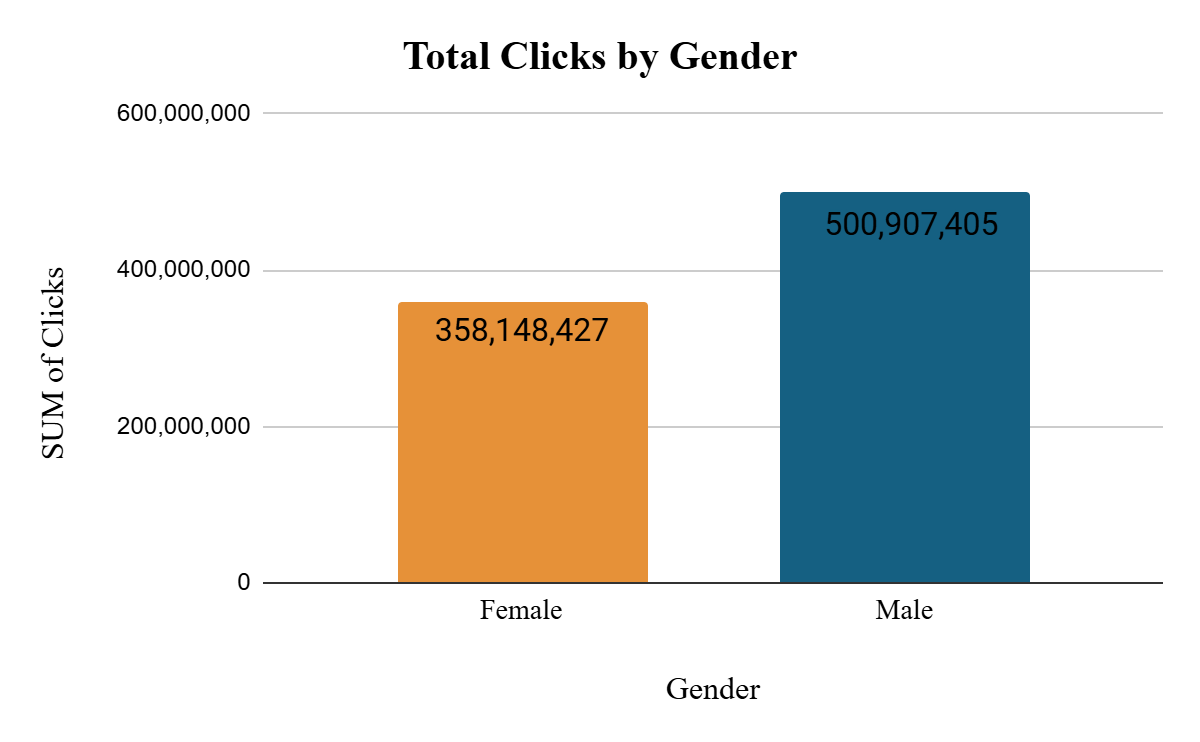 Total Clicks by Gender
600,000,000
400,000,000
200,000,000
0
SUM of Clicks
358,148,427
500,907,405
Female
Male
Gender